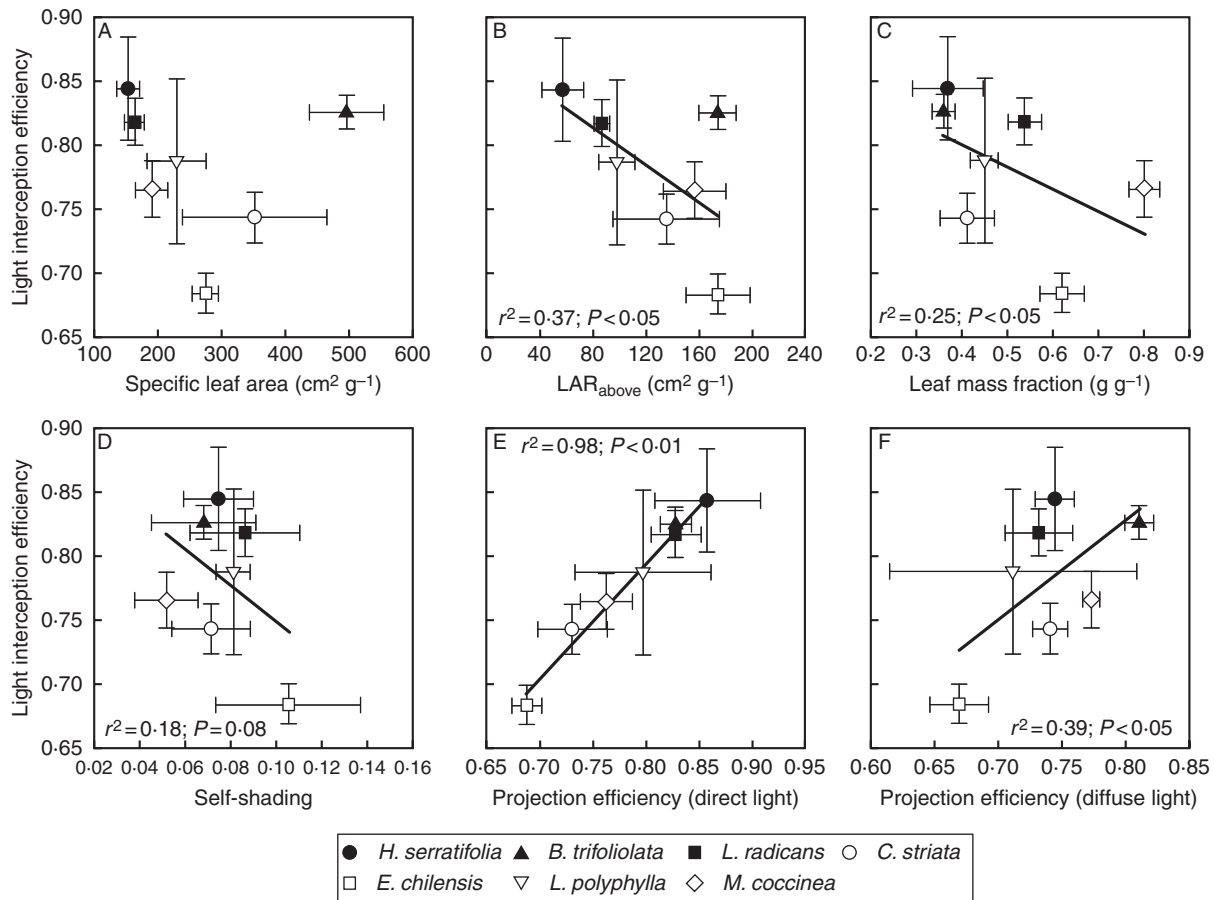 A
B
C
Light interception efficiency
0·90
0·85
0·80
0·75
0·70
0·65
r² = 0·37; P < 0·05
r² = 0·25; P < 0·05
100 200 300 400 500 600
0 40 80 120 160 200 240
0·2 0·3 0·4 0·5 0·6 0·7 0·8 0·9
Specific leaf area (cm² g⁻¹)
LARabove (cm² g⁻¹)
Leaf mass fraction (g g⁻¹)
D
E
F
Light interception efficiency
0·90
0·85
0·80
0·75
0·70
0·65
r² = 0·98; P < 0·01
r² = 0·18; P = 0·08
r² = 0·39; P < 0·05
0·02 0·04 0·06 0·08 0·10 0·12 0·14 0·16
0·65 0·70 0·75 0·80 0·85 0·90 0·95
0·60 0·65 0·70 0·75 0·80 0·85
Self-shading
Projection efficiency (direct light)
Projection efficiency (diffuse light)
H. serratifolia B. trifoliolata L. radicans C. striata
E. chilensis L. polyphylla M. coccinea